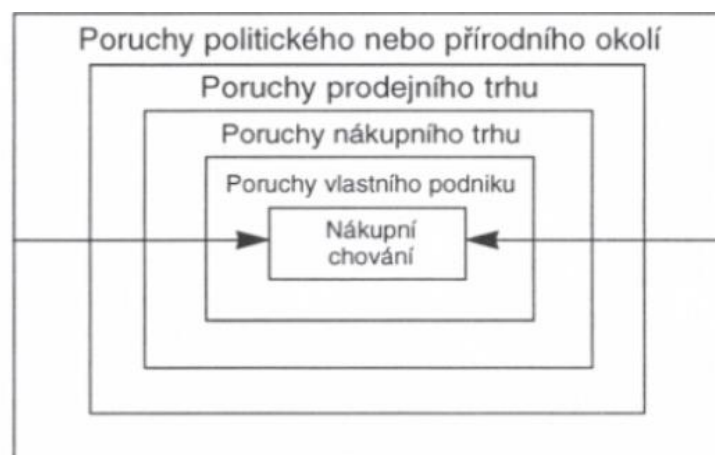 Poruchy politického nebo přírodního okolí
Poruchy prodejního trhu
Poruchy nákupního trhu
Poruchy vlastního podniku
Nákupní
chování